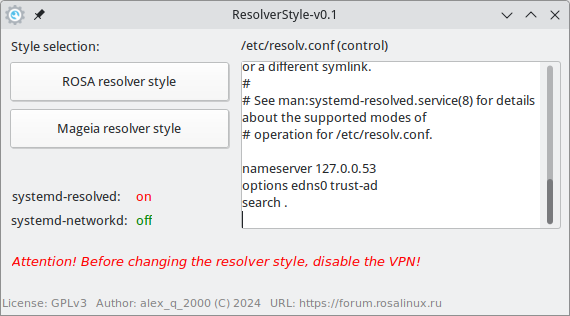 ResolverStyle-v0.1
Style selection:
/etc/resolv.conf (control)
ROSA resolver style
Mageia resolver style
or a different symlink.
#
# See man:systemd-resolved.service(8) for details
about the supported modes of
# operation for /etc/resolv.conf.
nameserver 127.0.0.53
options edns0 trust-ad
search .
systemd-resolved: on
systemd-networkd: off
Attention! Before changing the resolver style, disable the VPN!
License: GPLv3 Author: alex_q_2000 (C) 2024 URL: https://forum.rosalinux.ru